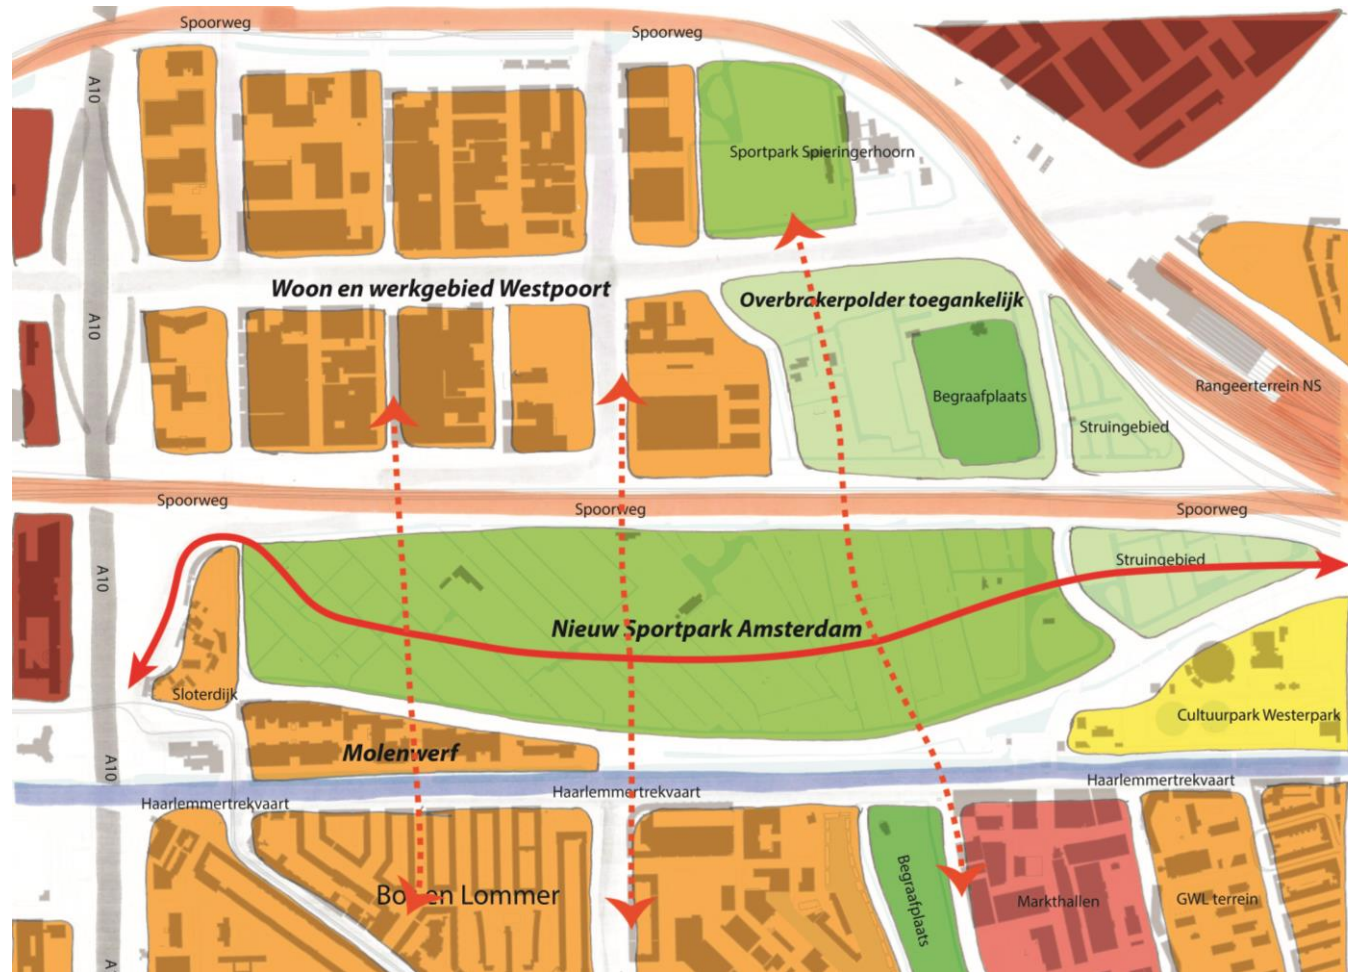 Spoorweg
Spoorweg
A10
Sportpark Spieringerhoorn
Woon en werkgebied Westpoort
Overbrakerpolder toegankelijk
A10
Rangeerterrein NS
Begraafplaats
Struingebied
Spoorweg
Spoorweg
Spoorweg
Struingebied
A10
Nieuw Sportpark Amsterdam
Sloterdijk
Cultuurpark Westerpark
Molenwerf
A10
Haarlemmertrekvaart
Haarlemmertrekvaart
Haarlemmertrekvaart
Bos en Lommer
Begraafplaats
Markthallen
GWL terrein